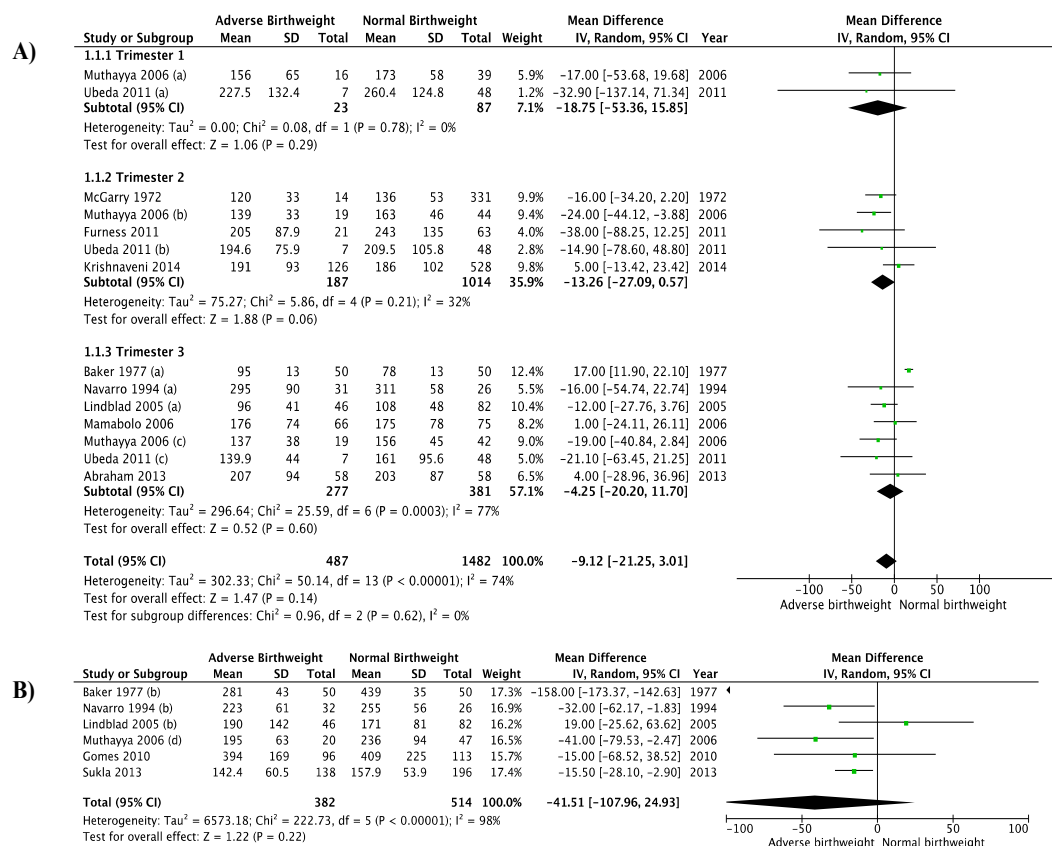 A)
Adverse Birthweight Normal Birthweight Mean Difference Mean Difference
Study or Subgroup Mean SD Total Mean SD Total Weight IV, Random, 95% CI Year IV, Random, 95% CI
1.1.1 Trimester 1
Muthayya 2006 (a) 156 65 16 173 58 39 5.9% −17.00 [−53.68, 19.68] 2006
Ubeda 2011 (a) 227.5 132.4 7 260.4 124.8 48 1.2% −32.90 [−137.14, 71.34] 2011
Subtotal (95% CI) 23 87 7.1% −18.75 [−53.36, 15.85]
Heterogeneity: Tau² = 0.00; Chi² = 0.08, df = 1 (P = 0.78); I² = 0%
Test for overall effect: Z = 1.06 (P = 0.29)
1.1.2 Trimester 2
McGarry 1972 120 33 14 136 53 331 9.9% −16.00 [−34.20, 2.20] 1972
Muthayya 2006 (b) 139 33 19 163 46 44 9.4% −24.00 [−44.12, −3.88] 2006
Furness 2011 205 87.9 21 243 135 63 4.0% −38.00 [−88.25, 12.25] 2011
Ubeda 2011 (b) 194.6 75.9 7 209.5 105.8 48 2.8% −14.90 [−78.60, 48.80] 2011
Krishnaveni 2014 191 93 126 186 102 528 9.8% 5.00 [−13.42, 23.42] 2014
Subtotal (95% CI) 187 1014 35.9% −13.26 [−27.09, 0.57]
Heterogeneity: Tau² = 75.27; Chi² = 5.86, df = 4 (P = 0.21); I² = 32%
Test for overall effect: Z = 1.88 (P = 0.06)
1.1.3 Trimester 3
Baker 1977 (a) 95 13 50 78 13 50 12.4% 17.00 [11.90, 22.10] 1977
Navarro 1994 (a) 295 90 31 311 58 26 5.5% −16.00 [−54.74, 22.74] 1994
Lindblad 2005 (a) 96 41 46 108 48 82 10.4% −12.00 [−27.76, 3.76] 2005
Mamabolo 2006 176 74 66 175 78 75 8.2% 1.00 [−24.11, 26.11] 2006
Muthayya 2006 (c) 137 38 19 156 45 42 9.0% −19.00 [−40.84, 2.84] 2006
Ubeda 2011 (c) 139.9 44 7 161 95.6 48 5.0% −21.10 [−63.45, 21.25] 2011
Abraham 2013 207 94 58 203 87 58 6.5% 4.00 [−28.96, 36.96] 2013
Subtotal (95% CI) 277 381 57.1% −4.25 [−20.20, 11.70]
Heterogeneity: Tau² = 296.64; Chi² = 25.59, df = 6 (P = 0.0003); I² = 77%
Test for overall effect: Z = 0.52 (P = 0.60)
Total (95% CI) 487 1482 100.0% −9.12 [−21.25, 3.01]
Heterogeneity: Tau² = 302.33; Chi² = 50.14, df = 13 (P < 0.00001); I² = 74%
Test for overall effect: Z = 1.47 (P = 0.14)
Test for subgroup differences: Chi² = 0.96, df = 2 (P = 0.62), I² = 0%
−100 −50 0 50 100
Adverse birthweight Normal birthweight
B)
Adverse Birthweight Normal Birthweight Mean Difference Mean Difference
Study or Subgroup Mean SD Total Mean SD Total Weight IV, Random, 95% CI Year IV, Random, 95% CI
Baker 1977 (b) 281 43 50 439 35 50 17.3% −158.00 [−173.37, −142.63] 1977
Navarro 1994 (b) 223 61 32 255 56 26 16.9% −32.00 [−62.17, −1.83] 1994
Lindblad 2005 (b) 190 142 46 171 81 82 16.2% 19.00 [−25.62, 63.62] 2005
Muthayya 2006 (d) 195 63 20 236 94 47 16.5% −41.00 [−79.53, −2.47] 2006
Gomes 2010 394 169 96 409 225 113 15.7% −15.00 [−68.52, 38.52] 2010
Sukla 2013 142.4 60.5 138 157.9 53.9 196 17.4% −15.50 [−28.10, −2.90] 2013
Total (95% CI) 382 514 100.0% −41.51 [−107.96, 24.93]
Heterogeneity: Tau² = 6573.18; Chi² = 222.73, df = 5 (P < 0.00001); I² = 98%
Test for overall effect: Z = 1.22 (P = 0.22)
−100 −50 0 50 100
Adverse birthweight Normal birthweight